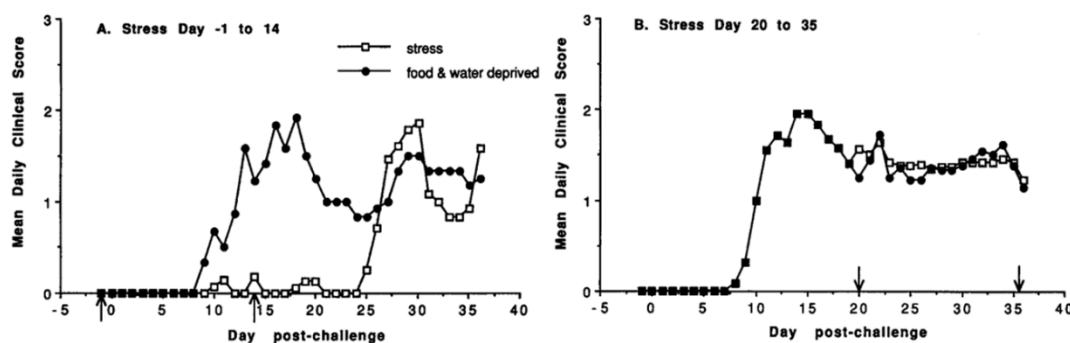 A. Stress Day -1 to 14
stress
food & water deprived
Mean Daily Clinical Score
3
2
1
0
-5 0 5 10 15 20 25 30 35 40
Day post-challenge
B. Stress Day 20 to 35
Mean Daily Clinical Score
3
2
1
0
-5 0 5 10 15 20 25 30 35 40
Day post-challenge